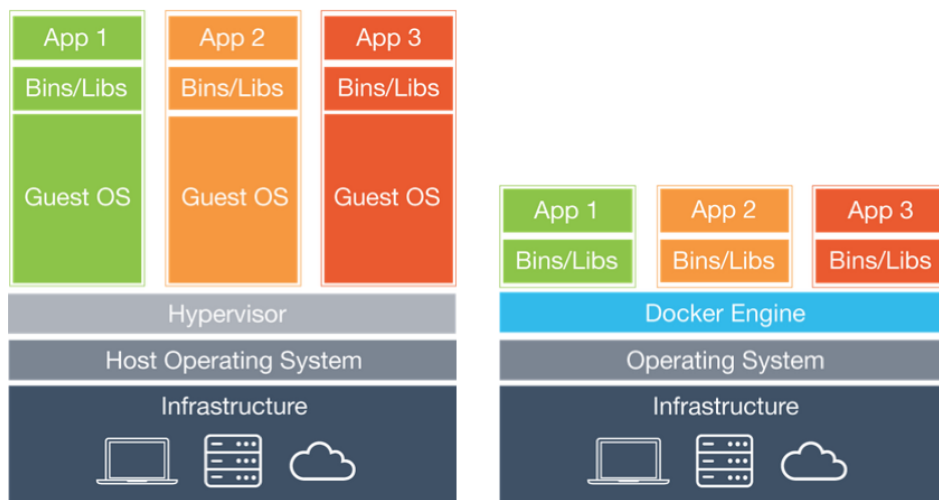 App 1
App 2
App 3
Bins/Libs
Bins/Libs
Bins/Libs
Guest OS
Guest OS
Guest OS
Hypervisor
Host Operating System
Infrastructure
App 1
App 2
App 3
Bins/Libs
Bins/Libs
Bins/Libs
Docker Engine
Operating System
Infrastructure